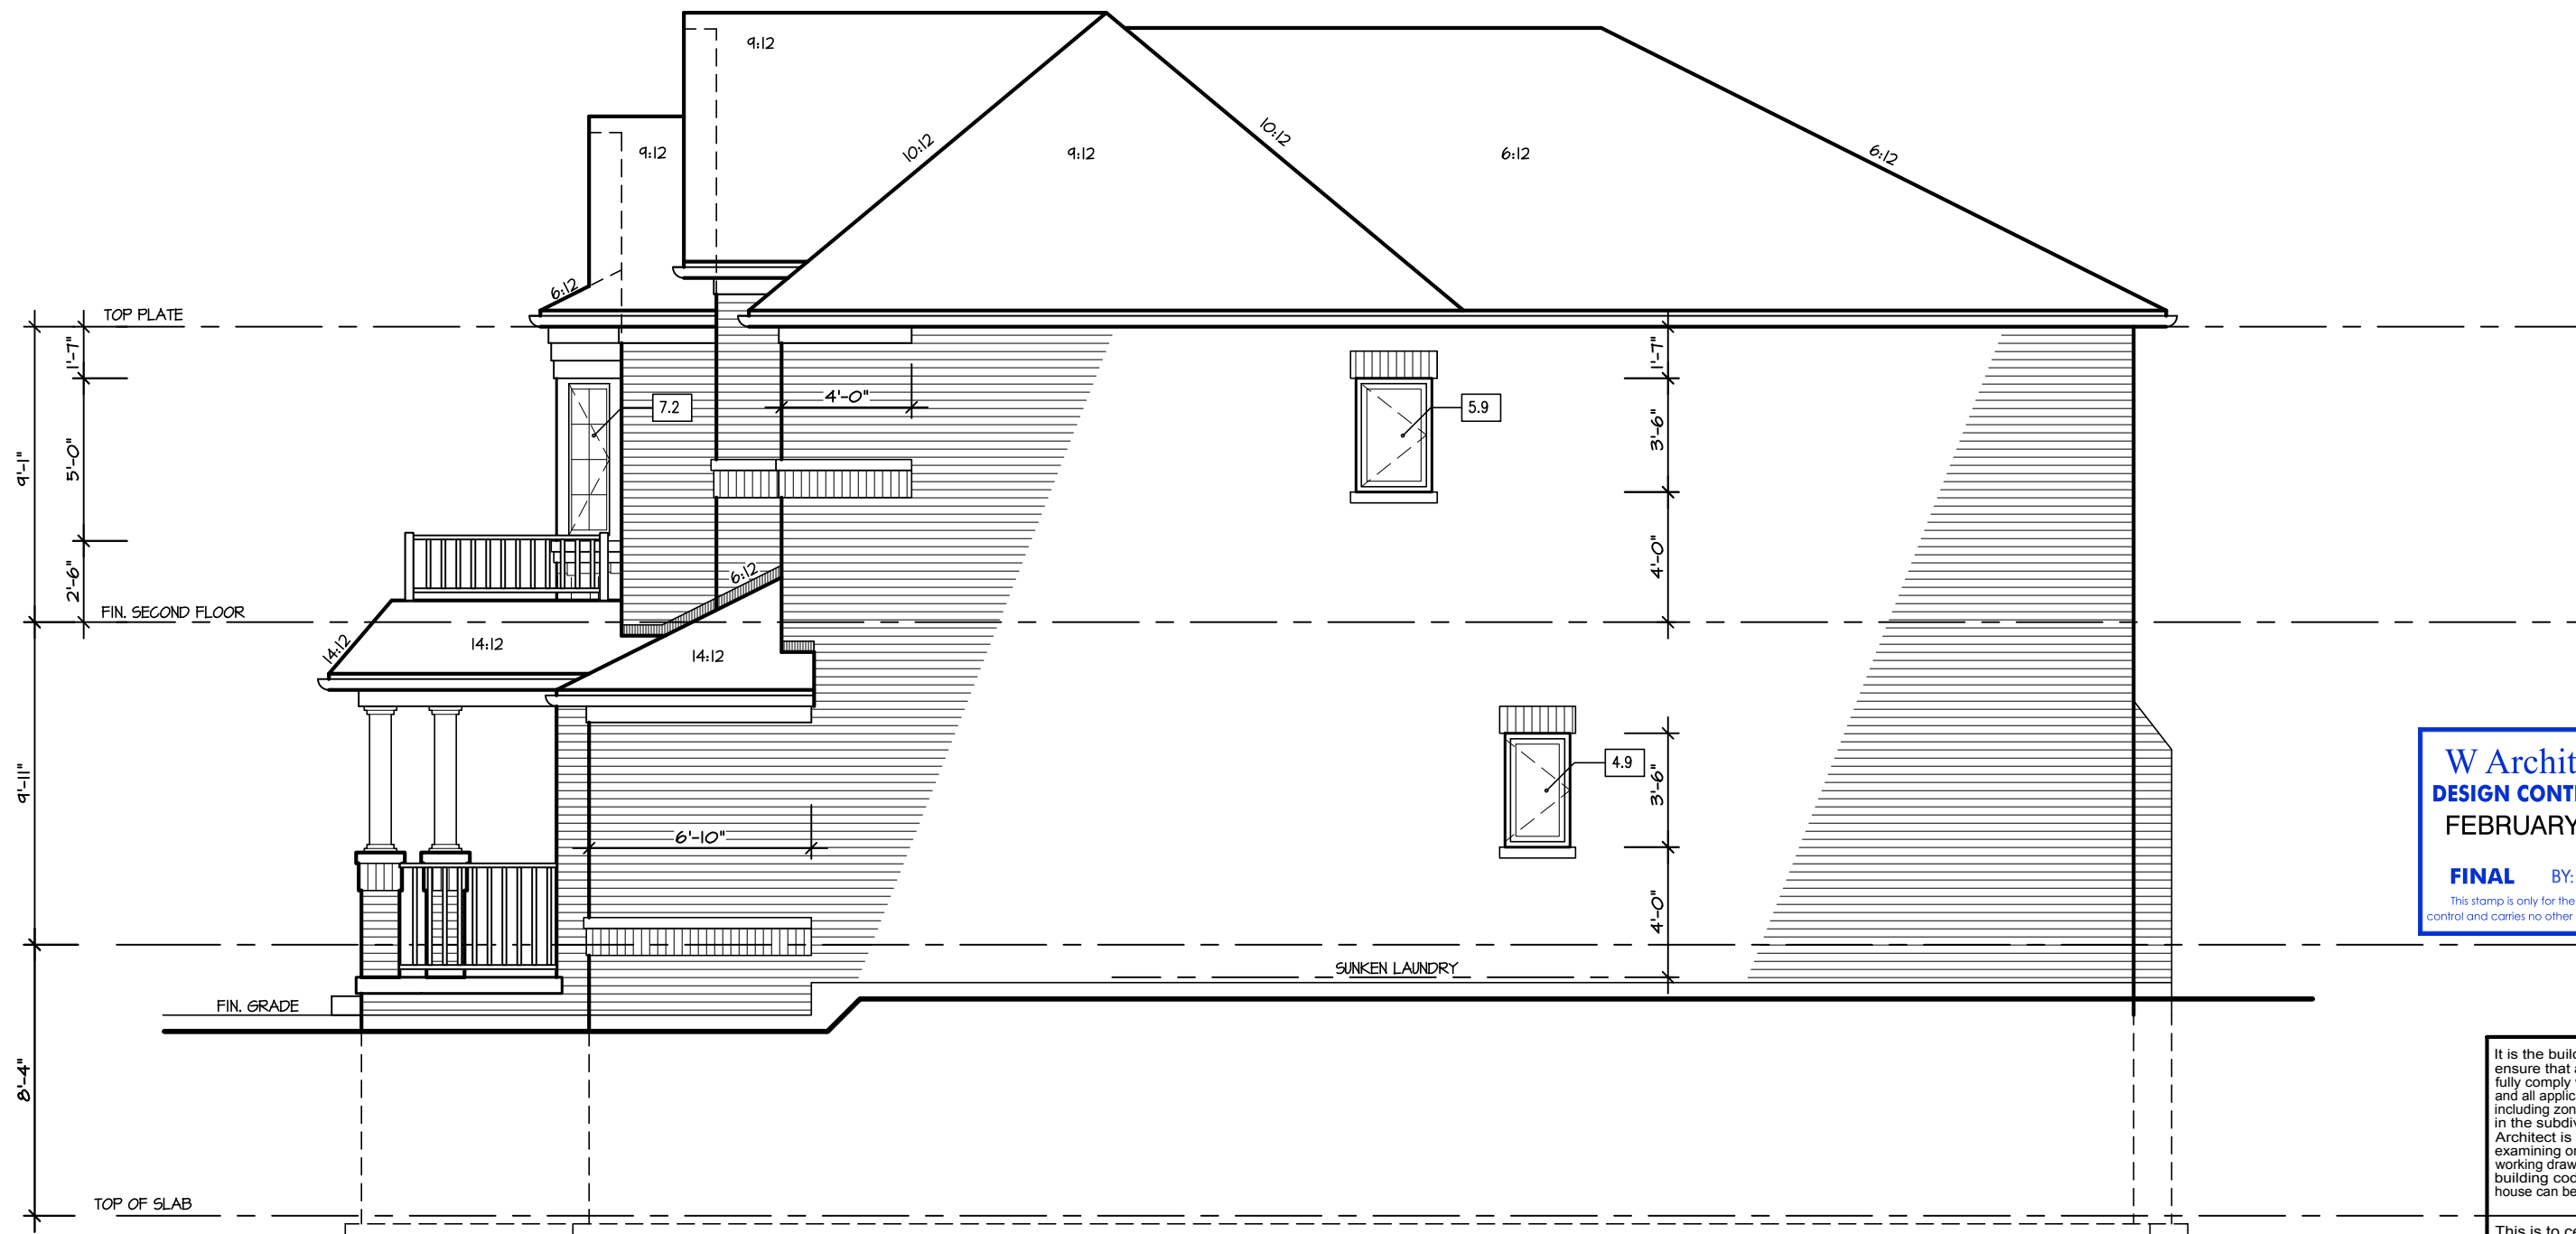 9:12
9:12
10:12
9:12
10:12
6:12
6:12
6:12
TOP PLATE
1'-7"
5'-0"
9'-1"
2'-6"
7.2
4'-0"
5.9
1'-7"
3'-6"
4'-0"
6:12
FIN. SECOND FLOOR
14:12
14:12
14:12
9'-11"
6'-10"
4.9
3'-6"
4'-0"
SUNKEN LAUNDRY
FIN. GRADE
8'-4"
TOP OF SLAB
W Archit
DESIGN CONT
FEBRUARY
FINAL BY:
This stamp is only for the
control and carries no other
It is the buil
ensure that a
fully comply
and all applic
including zon
in the subdiv
Architect is
examining or
working draw
building cod
house can be
This is to ce